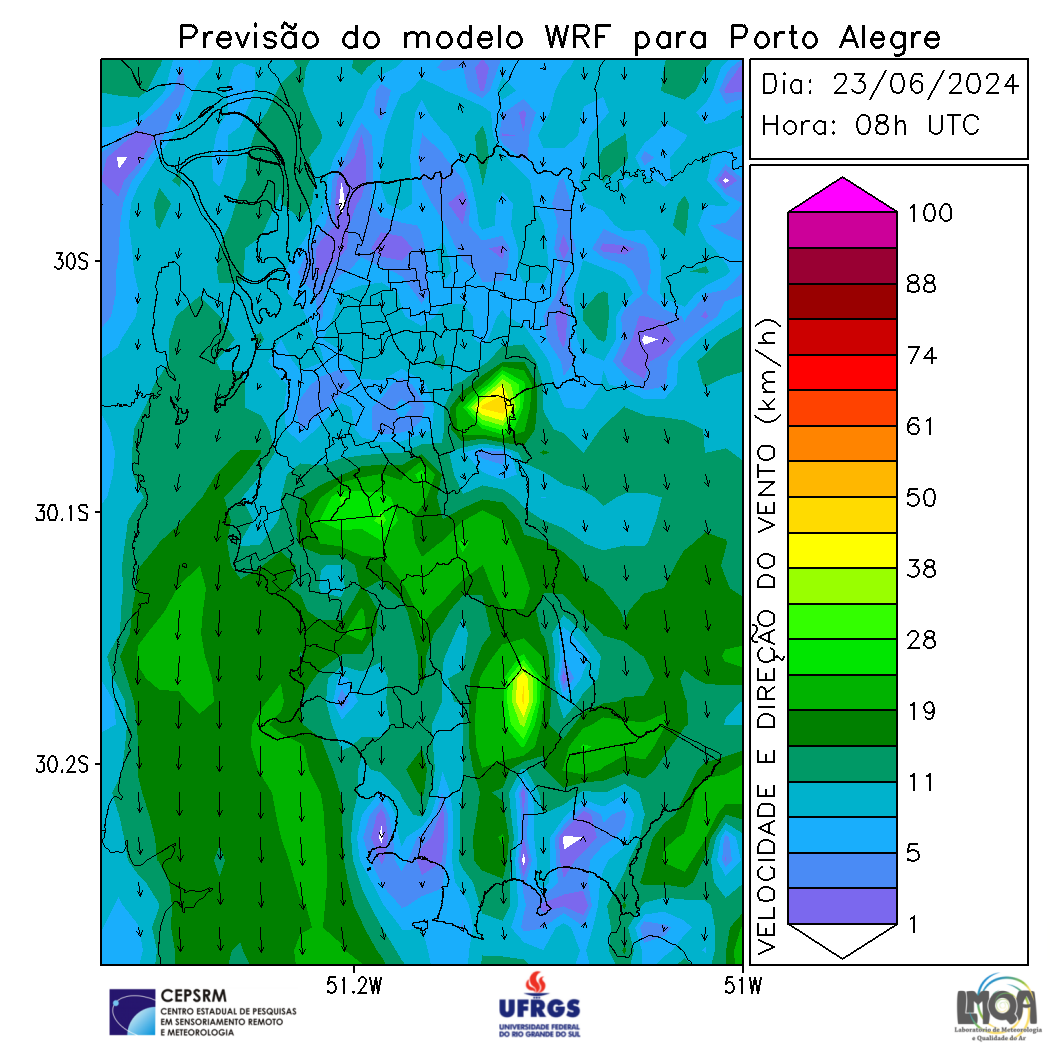 Previsão do modelo WRF para Porto Alegre
Dia: 23/06/2024
Hora: 08h UTC
30S
30.1S
30.2S
51.2W
51W
VELOCIDADE E DIREÇÃO DO VENTO (km/h)
100
88
74
61
50
38
28
19
11
5
1
CEPSRM
CENTRO ESTADUAL DE PESQUISAS
EM SENSORIAMENTO REMOTO
E METEOROLOGIA
UFRGS
UNIVERSIDADE FEDERAL
DO RIO GRANDE DO SUL
LMQA
Laboratório de Meteorologia
e Qualidade do Ar